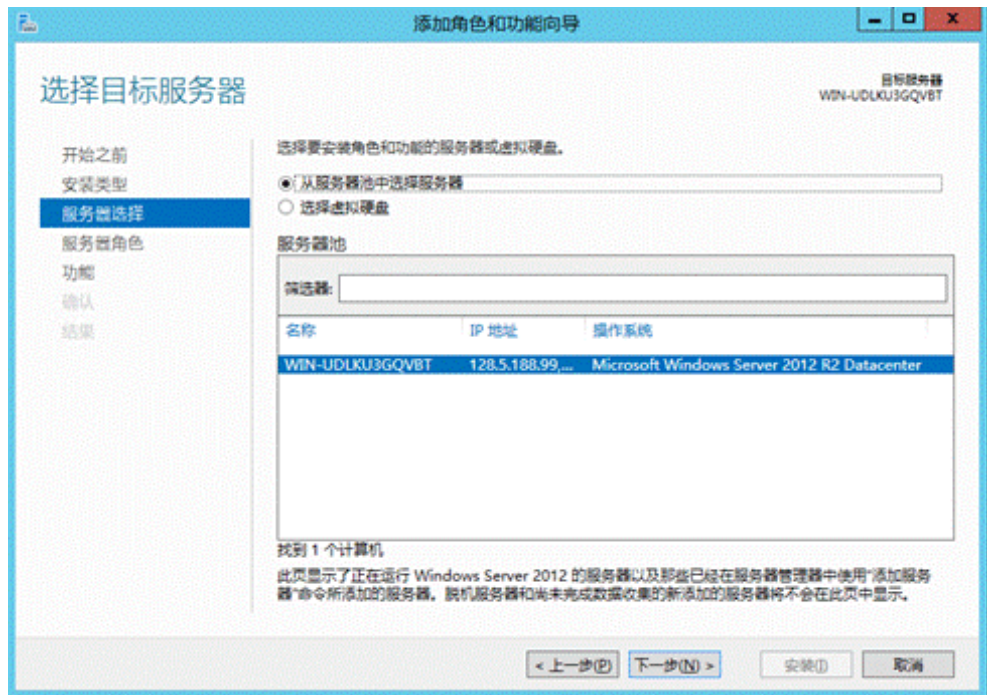 添加角色和功能向导
选择目标服务器
目标服务器
WIN-UDLKU3GQVBT
开始之前
安装类型
服务器选择
服务器角色
功能
确认
结果
选择要安装角色和功能的服务器或虚拟硬盘。
从服务器池中选择服务器
选择虚拟硬盘
服务器池
筛选器:
名称 IP 地址 操作系统
WIN-UDLKU3GQVBT 128.5.188.99,... Microsoft Windows Server 2012 R2 Datacenter
找到 1 个计算机
此页显示了正在运行 Windows Server 2012 的服务器以及那些已经在服务器管理器中使用"添加服务
器"命令所添加的服务器。脱机服务器和尚未完成数据收集的新添加的服务器将不会在此页中显示。
< 上一步(P) 下一步(N) > 安装(I) 取消